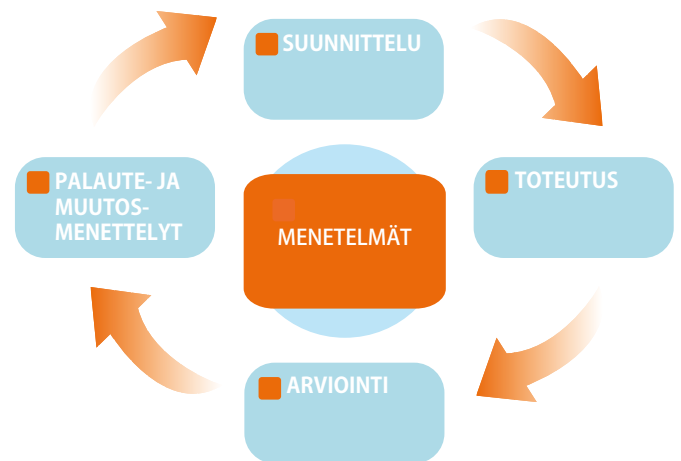 SUUNNITTELU
TOTEUTUS
ARVIOINTI
PALAUTE- JA
MUUTOS-
MENETTELYT
MENETELMÄT